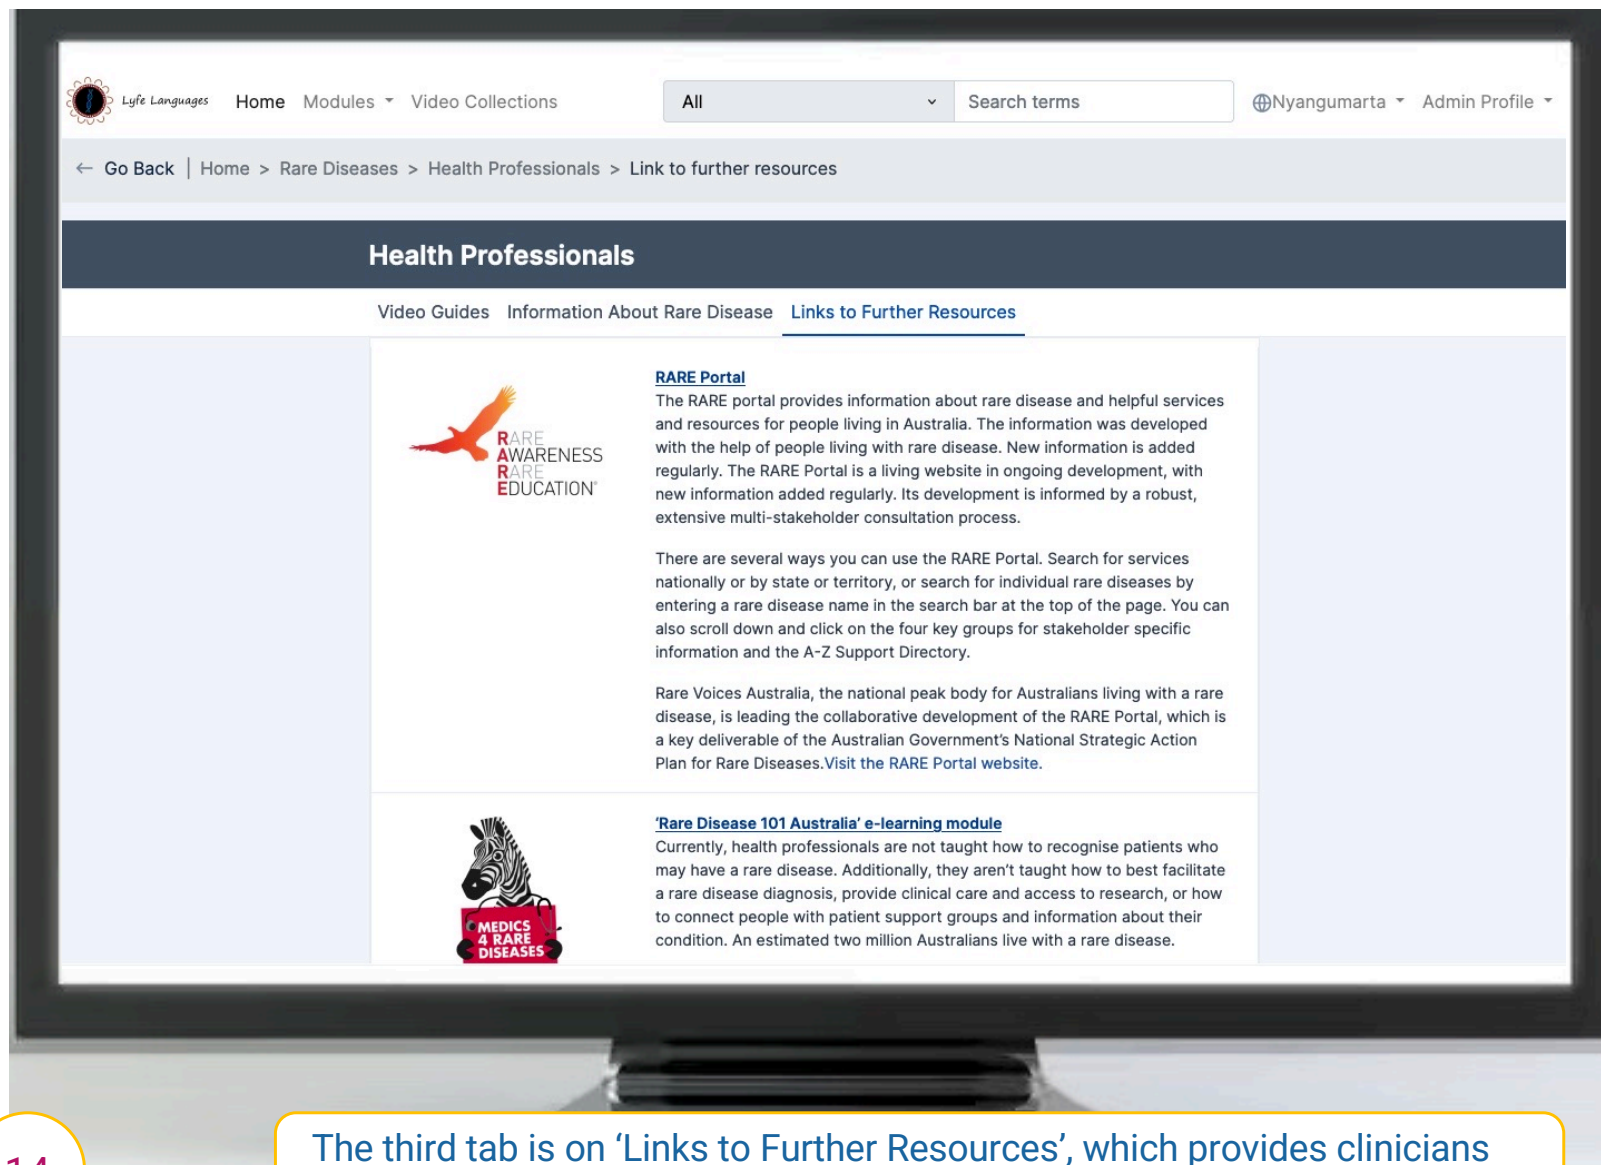 Lyfe Languages Home Modules Video Collections All Search terms Nyangumarta Admin Profile
← Go Back | Home > Rare Diseases > Health Professionals > Link to further resources
Health Professionals
Video Guides Information About Rare Disease Links to Further Resources
RARE
AWARENESS
RARE
EDUCATION
RARE Portal
The RARE portal provides information about rare disease and helpful services
and resources for people living in Australia. The information was developed
with the help of people living with rare disease. New information is added
regularly. The RARE Portal is a living website in ongoing development, with
new information added regularly. Its development is informed by a robust,
extensive multi-stakeholder consultation process.
There are several ways you can use the RARE Portal. Search for services
nationally or by state or territory, or search for individual rare diseases by
entering a rare disease name in the search bar at the top of the page. You can
also scroll down and click on the four key groups for stakeholder specific
information and the A-Z Support Directory.
Rare Voices Australia, the national peak body for Australians living with a rare
disease, is leading the collaborative development of the RARE Portal, which is
a key deliverable of the Australian Government's National Strategic Action
Plan for Rare Diseases.Visit the RARE Portal website.
MEDICS
4 RARE
DISEASES
‘Rare Disease 101 Australia’ e-learning module
Currently, health professionals are not taught how to recognise patients who
may have a rare disease. Additionally, they aren't taught how to best facilitate
a rare disease diagnosis, provide clinical care and access to research, or how
to connect people with patient support groups and information about their
condition. An estimated two million Australians live with a rare disease.
14
The third tab is on ‘Links to Further Resources’, which provides clinicians